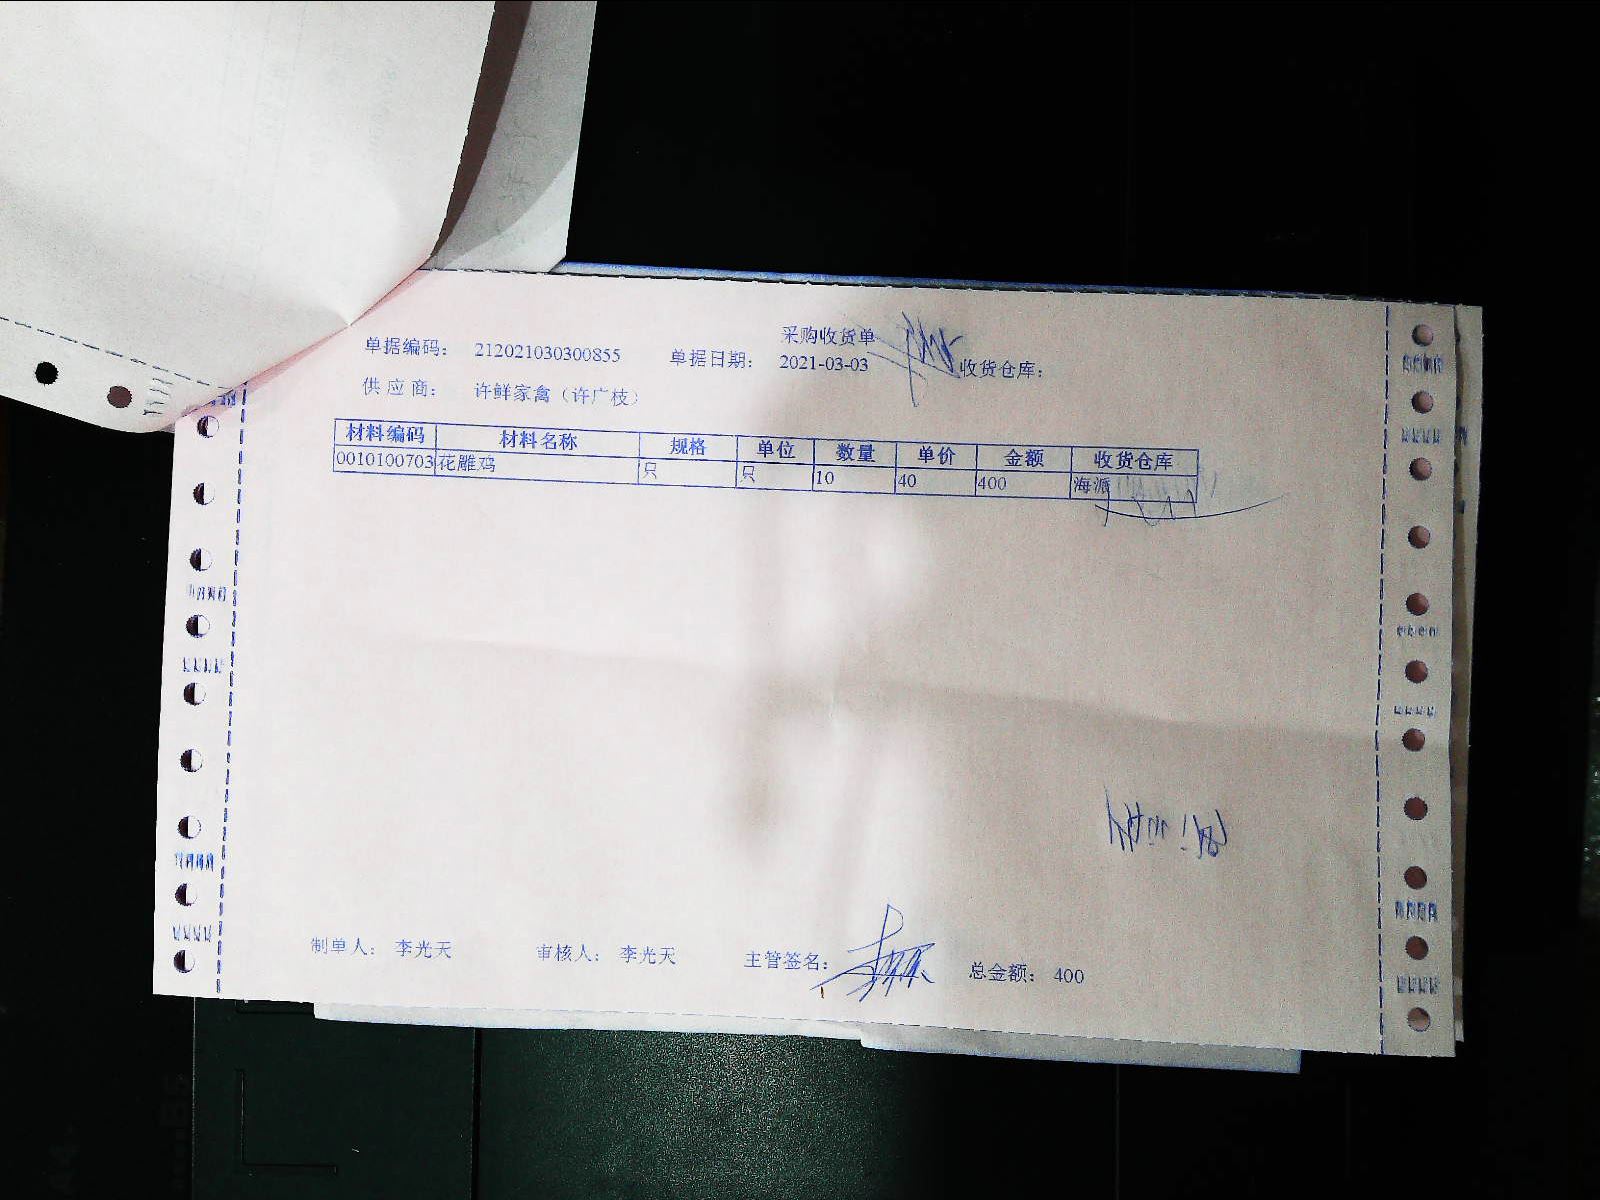 采购收货单
单据编码： 212021030300855 单据日期： 2021-03-03 收货仓库：
供 应 商： 许鲜家禽（许广枝）
材料编码 材料名称 规格 单位 数量 单价 金额 收货仓库
0010100703 花雕鸡 只 只 10 40 400 海派
制单人： 李光天 审核人： 李光天 主管签名： 总金额： 400